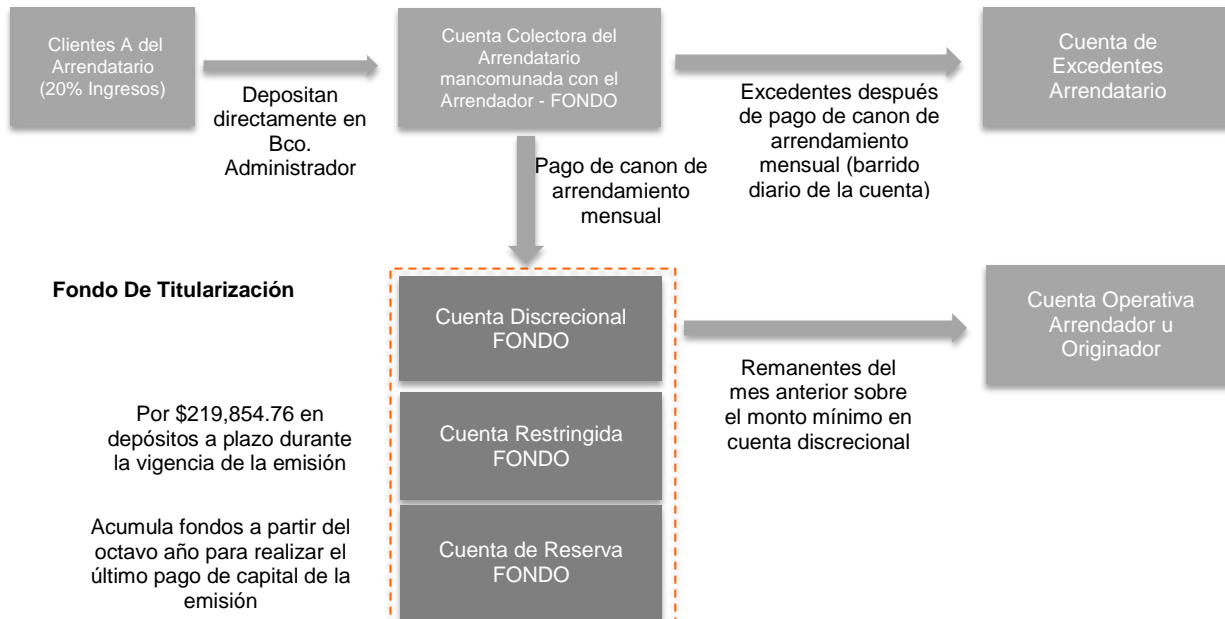 Clientes A del
Arrendatario
(20% Ingresos)
Depositan
directamente en
Bco.
Administrador
Cuenta Colectora del
Arrendatario
mancomunada con el
Arrendador - FONDO
Excedentes después
de pago de canon de
arrendamiento
mensual (barrido
diario de la cuenta)
Cuenta de
Excedentes
Arrendatario
Pago de canon de
arrendamiento
mensual
Fondo De Titularización
Cuenta Discrecional
FONDO
Remanentes del
mes anterior sobre
el monto mínimo en
cuenta discrecional
Cuenta Operativa
Arrendador u
Originador
Por $219,854.76 en
depósitos a plazo durante
la vigencia de la emisión
Cuenta Restringida
FONDO
Acumula fondos a partir del
octavo año para realizar el
último pago de capital de la
emisión
Cuenta de Reserva
FONDO